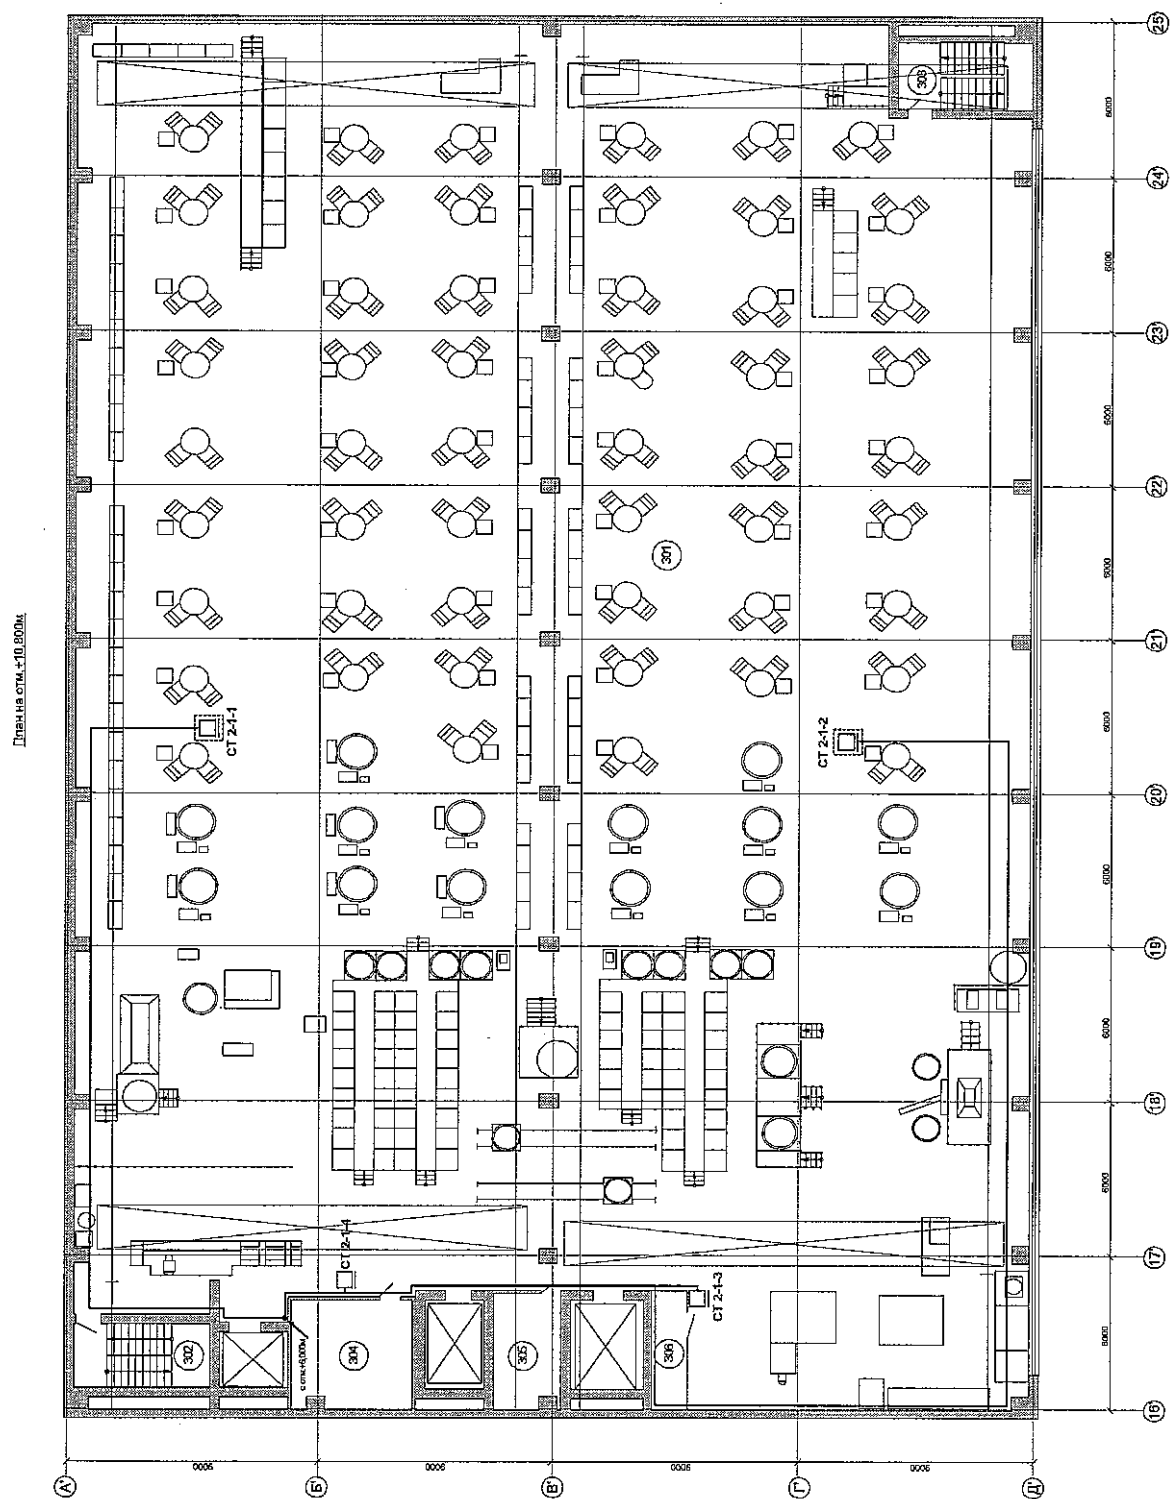 План на отм.+10,800м
А'
Б'
В'
Г'
Д'
9000
9000
9000
9000
16'
17'
18'
19'
20'
21'
22'
23'
24'
25'
6000
6000
6000
6000
6000
6000
6000
6000
6000
301
302
303
304
305
306
СТ 2-1-1
СТ 2-1-2
СТ 2-1-3
СТ 2-1-4
с отм.+6,000м